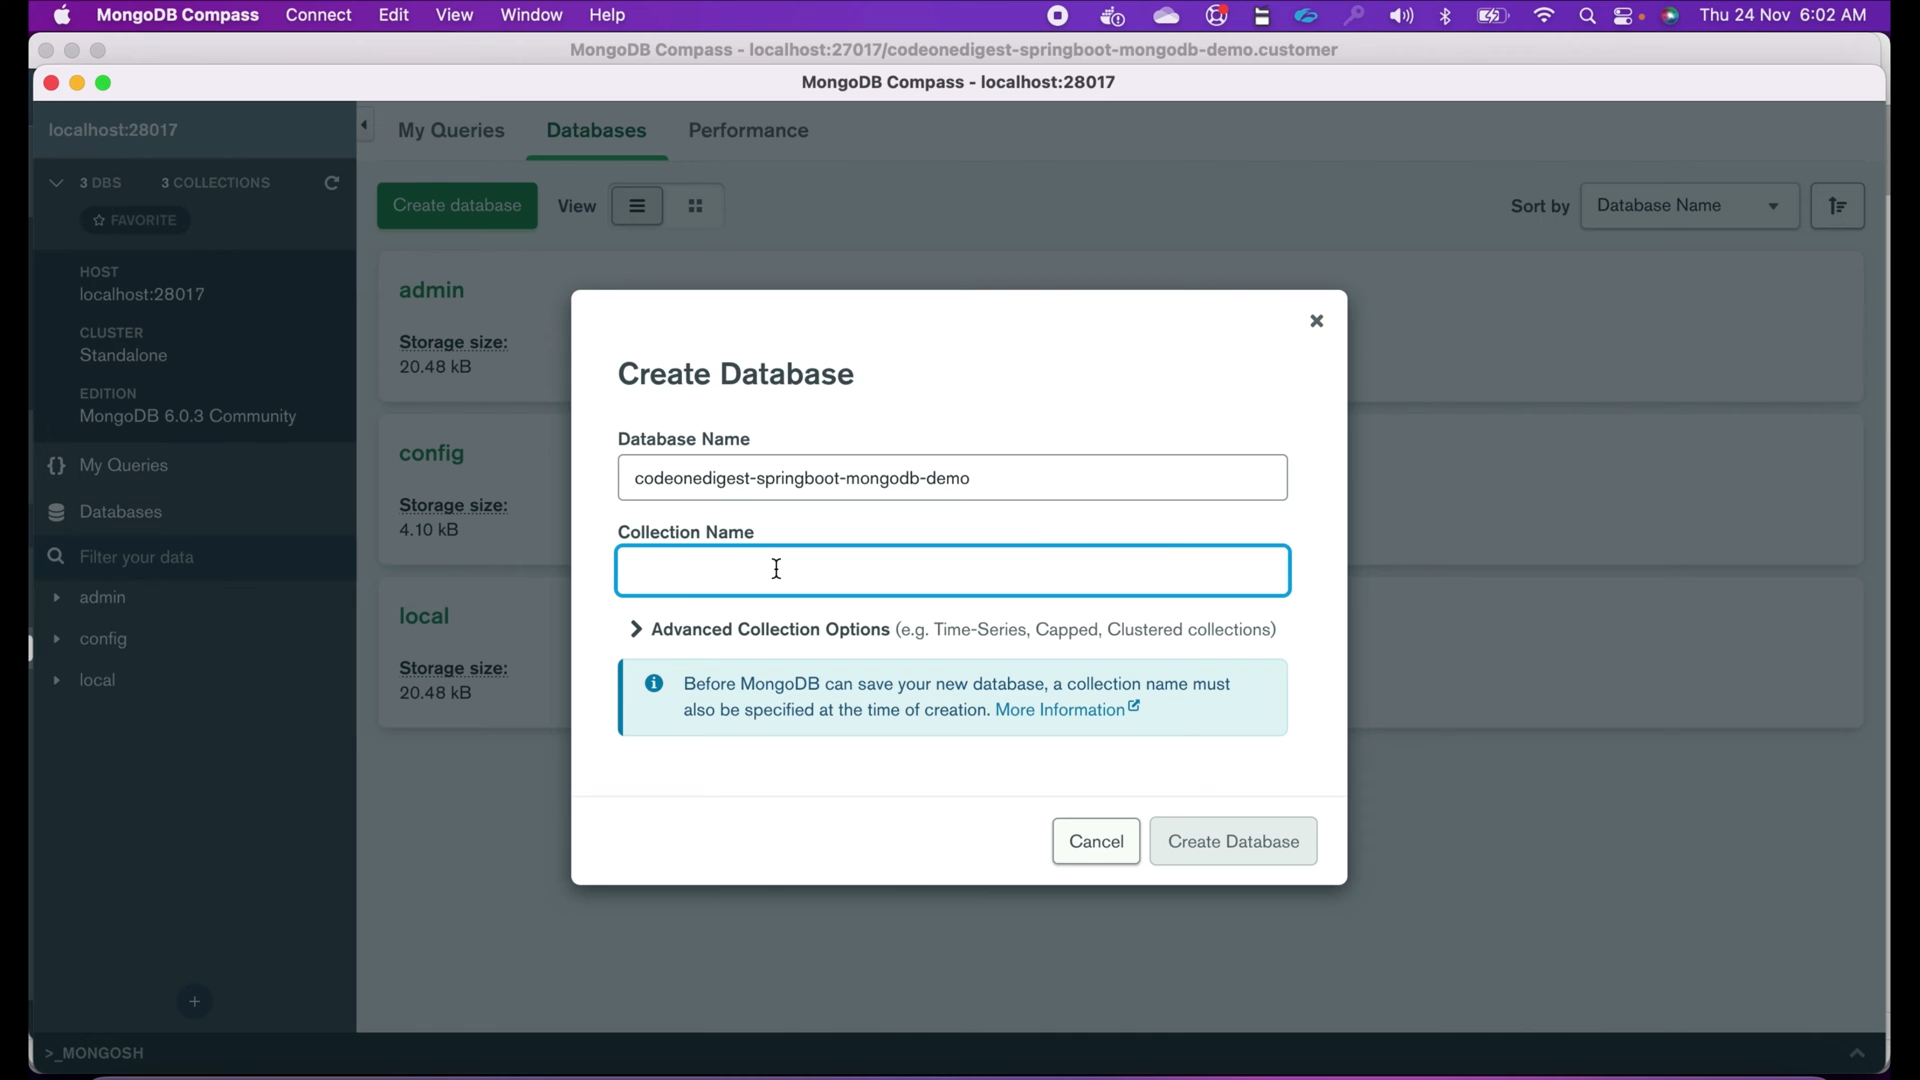 MongoDB Compass Connect Edit View Window Help Thu 24 Nov 6:02 AM
MongoDB Compass - localhost:27017/codeonedigest-springboot-mongodb-demo.customer
MongoDB Compass - localhost:28017
localhost:28017
My Queries Databases Performance
3 DBS 3 COLLECTIONS
FAVORITE
Create database View Sort by Database Name
HOST
localhost:28017
CLUSTER
Standalone
EDITION
MongoDB 6.0.3 Community
{} My Queries
Databases
Filter your data
admin
config
local
admin
Storage size:
20.48 kB
config
Storage size:
4.10 kB
local
Storage size:
20.48 kB
Create Database
Database Name
codeonedigest-springboot-mongodb-demo
Collection Name
Advanced Collection Options (e.g. Time-Series, Capped, Clustered collections)
Before MongoDB can save your new database, a collection name must
also be specified at the time of creation. More Information
Cancel Create Database
>_MONGOSH